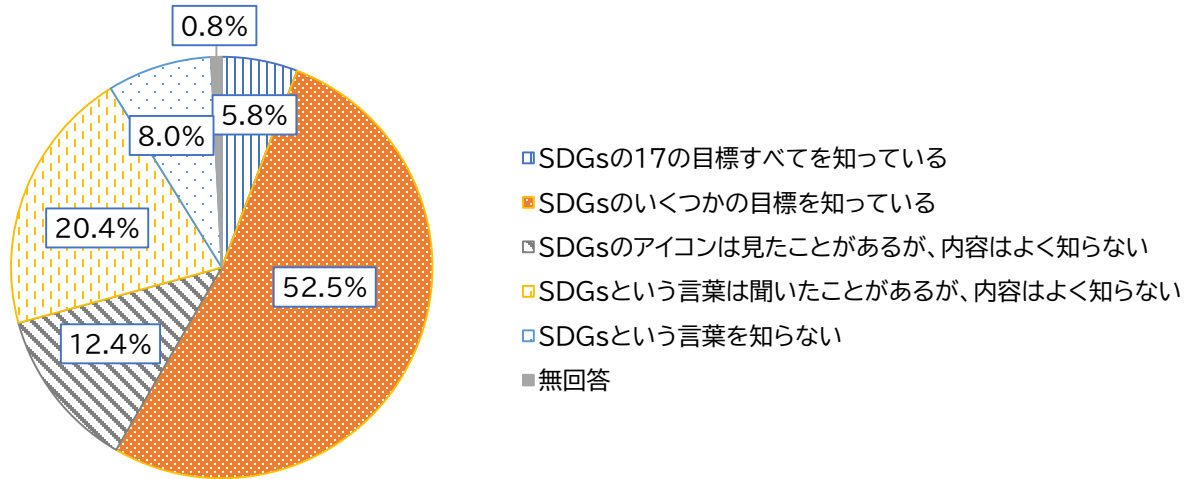 0.8%
5.8%
8.0%
20.4%
52.5%
12.4%
SDGsの17の目標すべてを知っている
SDGsのいくつかの目標を知っている
SDGsのアイコンは見たことがあるが、内容はよく知らない
SDGsという言葉は聞いたことがあるが、内容はよく知らない
SDGsという言葉を知らない
無回答